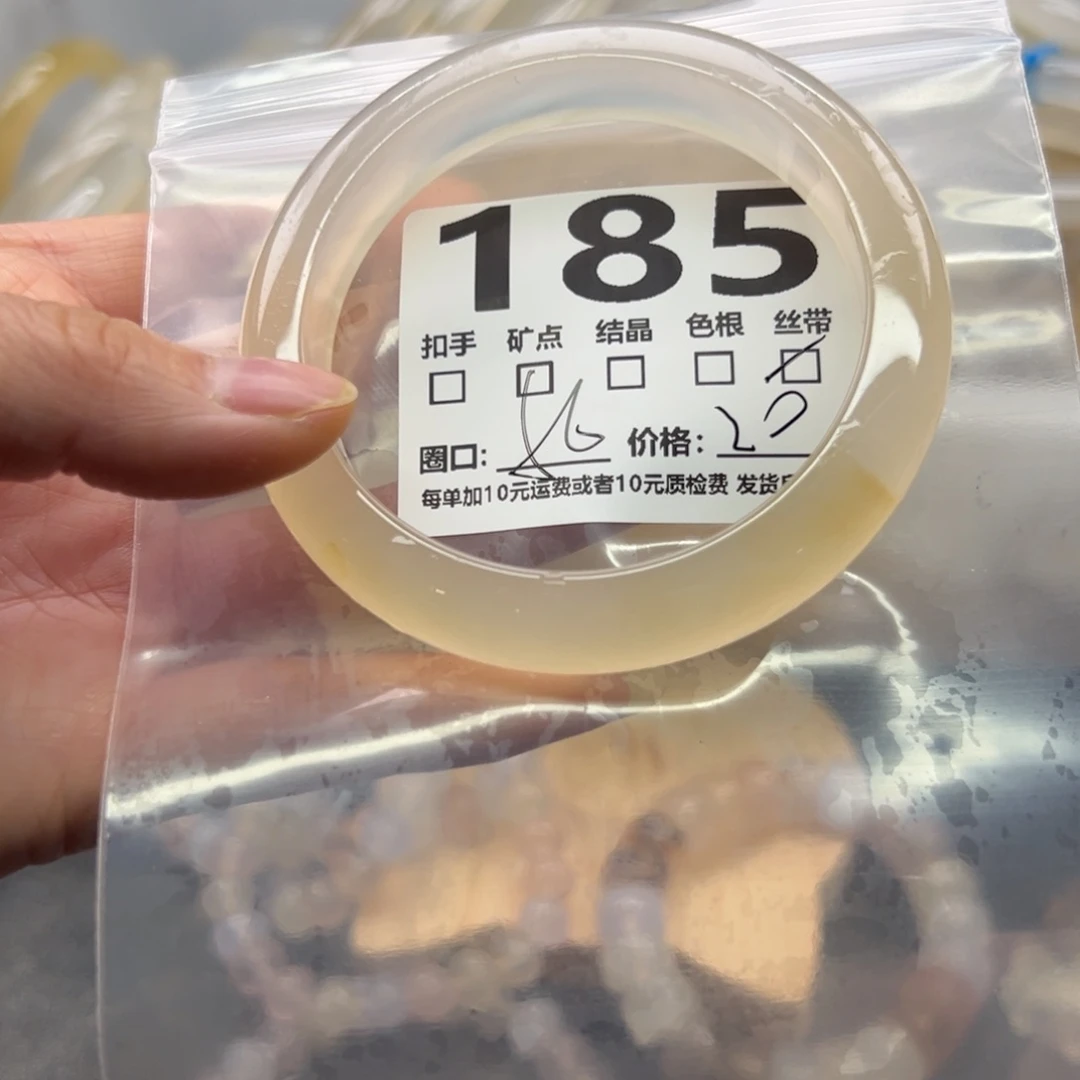 185
扣手 矿点 结晶 色根 丝带
圈口: 56 价格: 20
每单加10元运费或者10元质检费 发货